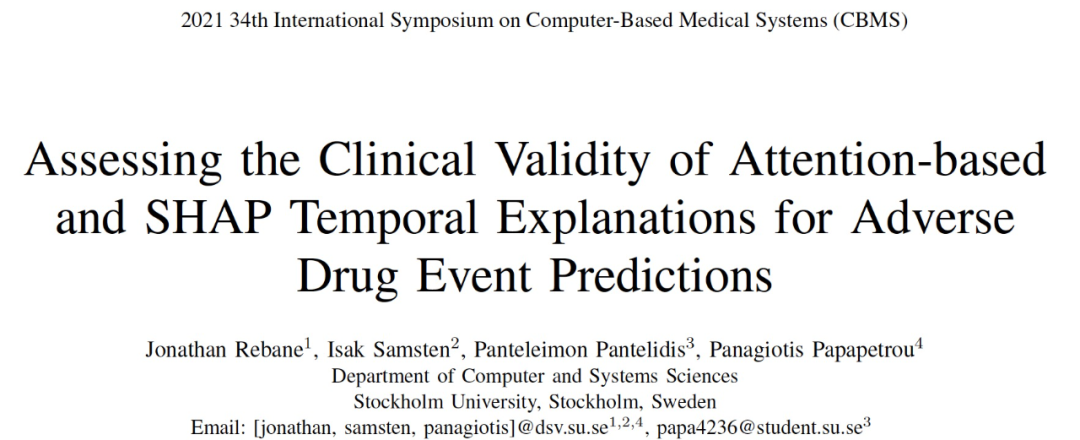 2021 34th International Symposium on Computer-Based Medical Systems (CBMS)
Assessing the Clinical Validity of Attention-based
and SHAP Temporal Explanations for Adverse
Drug Event Predictions
Jonathan Rebane¹, Isak Samsten², Panteleimon Pantelidis³, Panagiotis Papapetrou⁴
Department of Computer and Systems Sciences
Stockholm University, Stockholm, Sweden
Email: [jonathan, samsten, panagiotis]@dsv.su.se¹,²,⁴, papa4236@student.su.se³